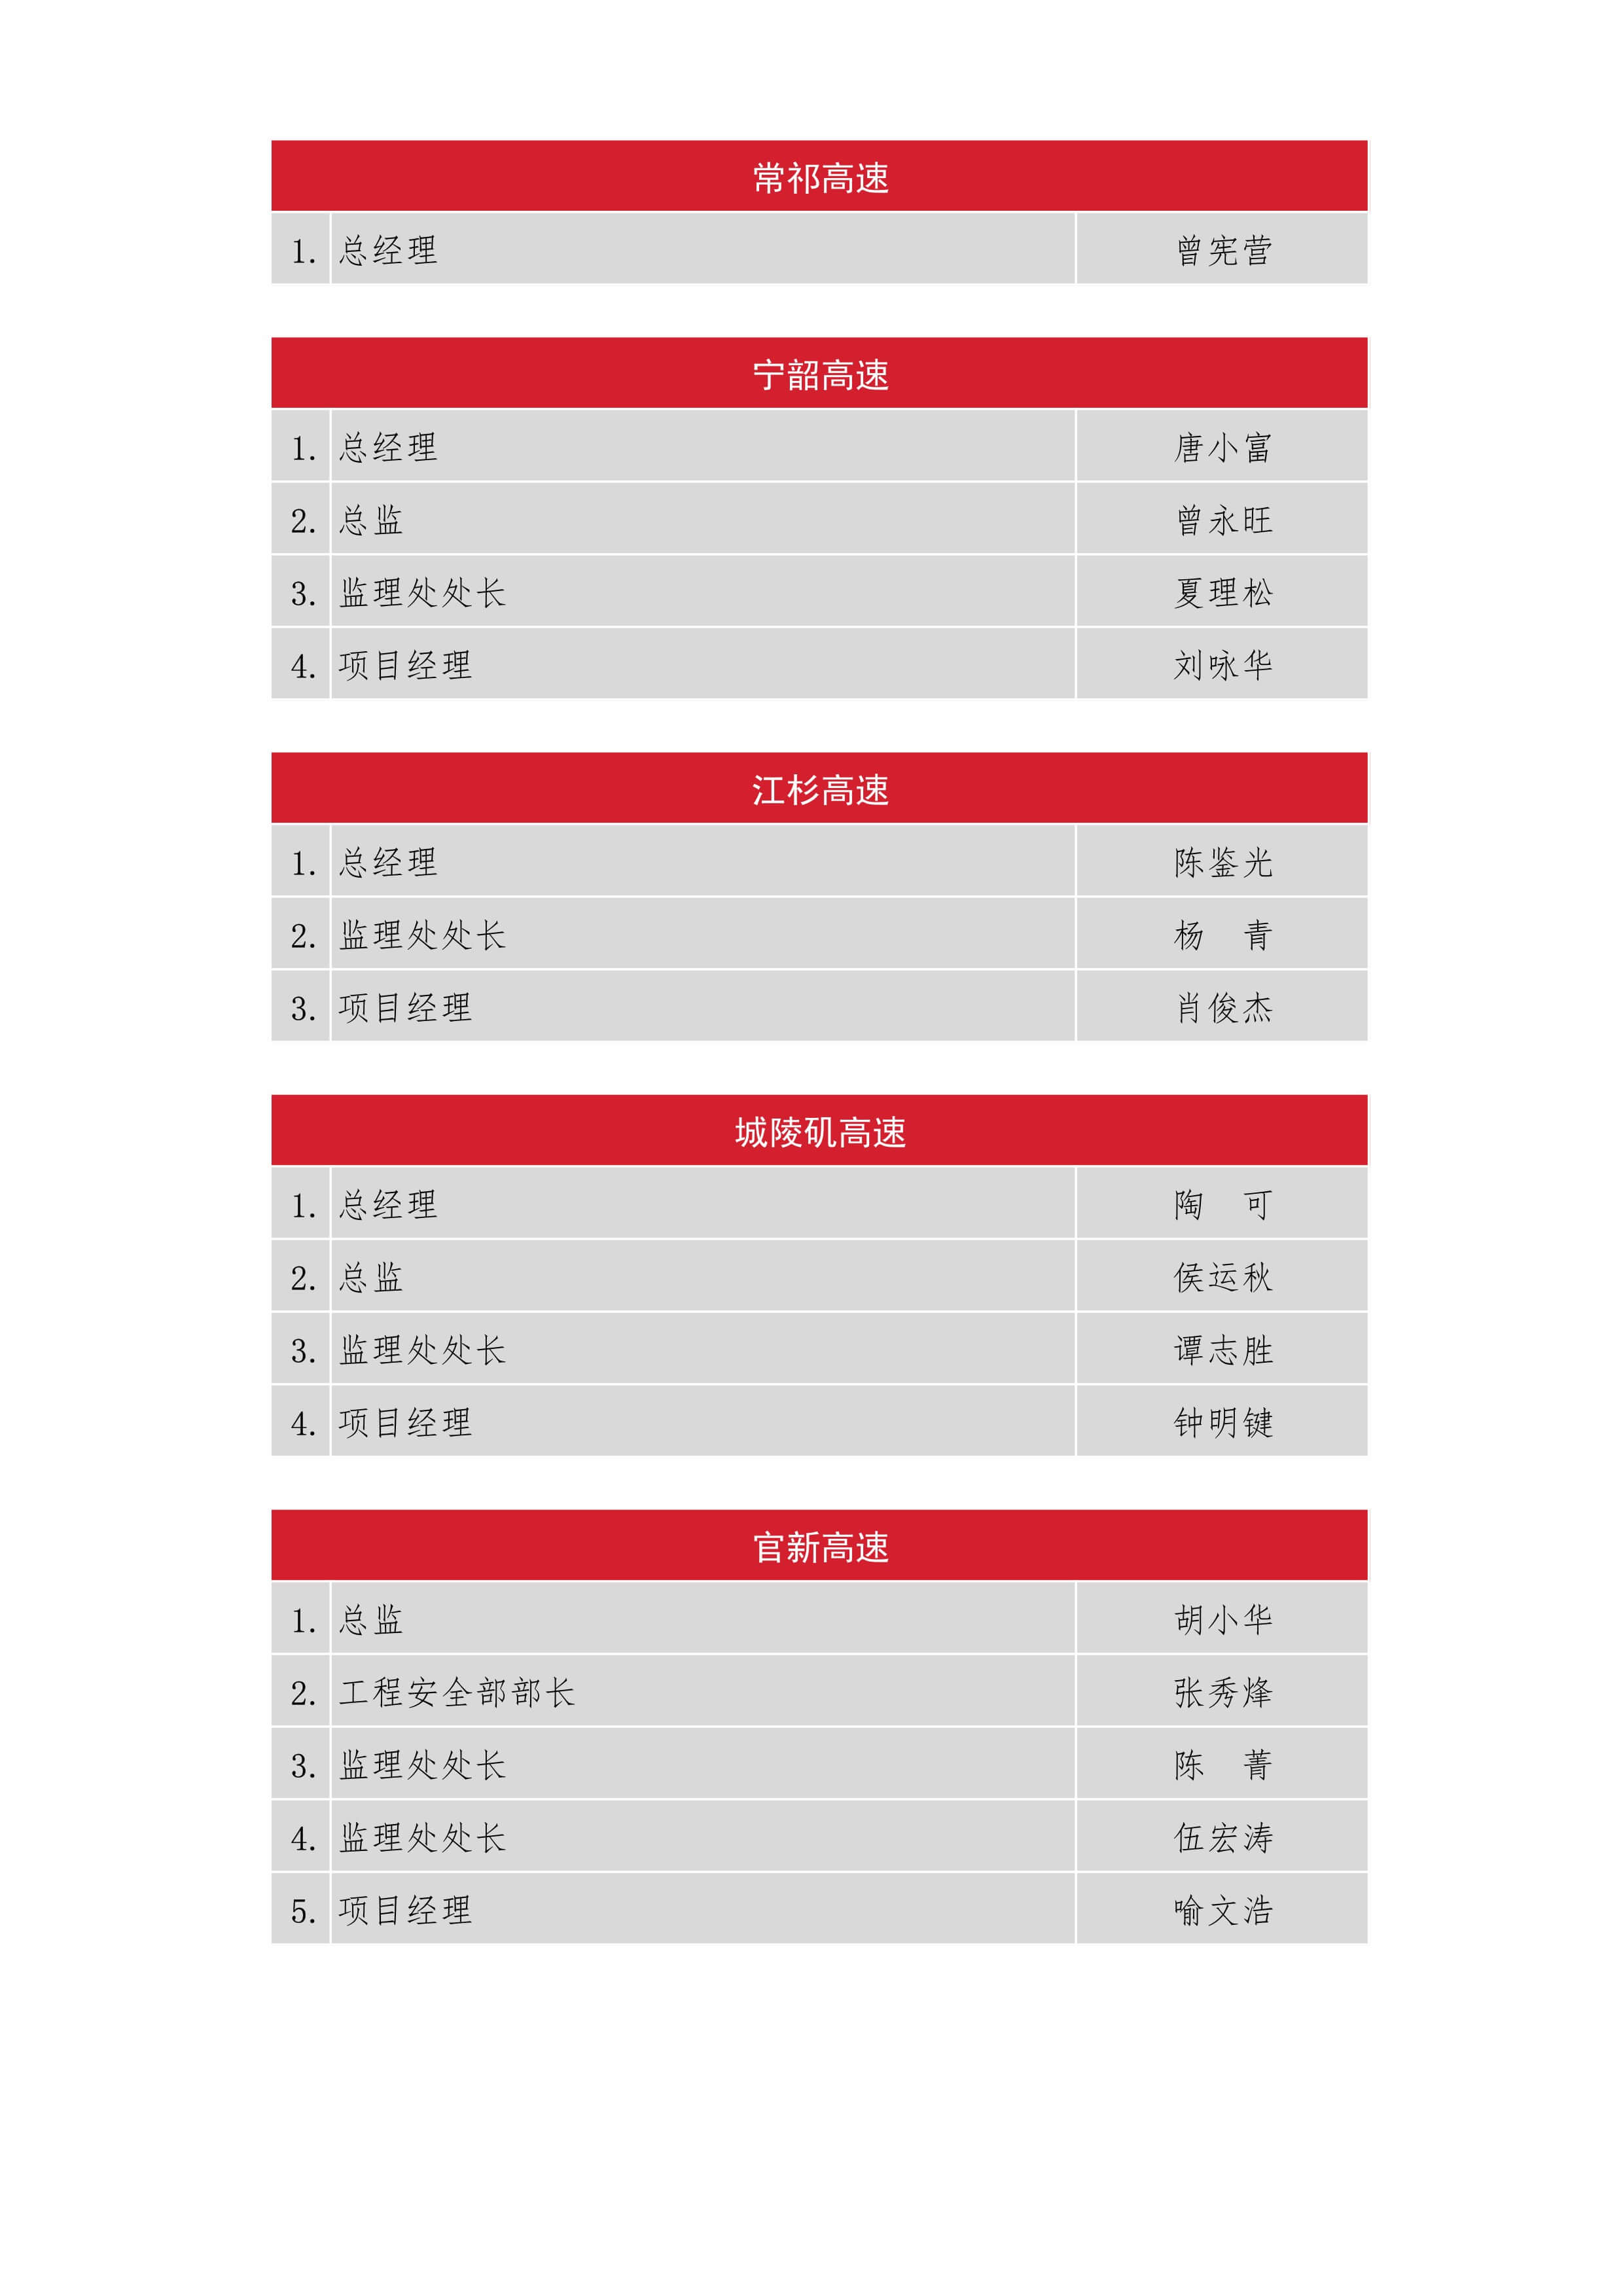 常祁高速
1. 总经理 曾宪营
宁韶高速
1. 总经理 唐小富
2. 总监 曾永旺
3. 监理处处长 夏理松
4. 项目经理 刘咏华
江杉高速
1. 总经理 陈鉴光
2. 监理处处长 杨 青
3. 项目经理 肖俊杰
城陵矶高速
1. 总经理 陶 可
2. 总监 侯运秋
3. 监理处处长 谭志胜
4. 项目经理 钟明键
官新高速
1. 总监 胡小华
2. 工程安全部部长 张秀烽
3. 监理处处长 陈 菁
4. 监理处处长 伍宏涛
5. 项目经理 喻文浩